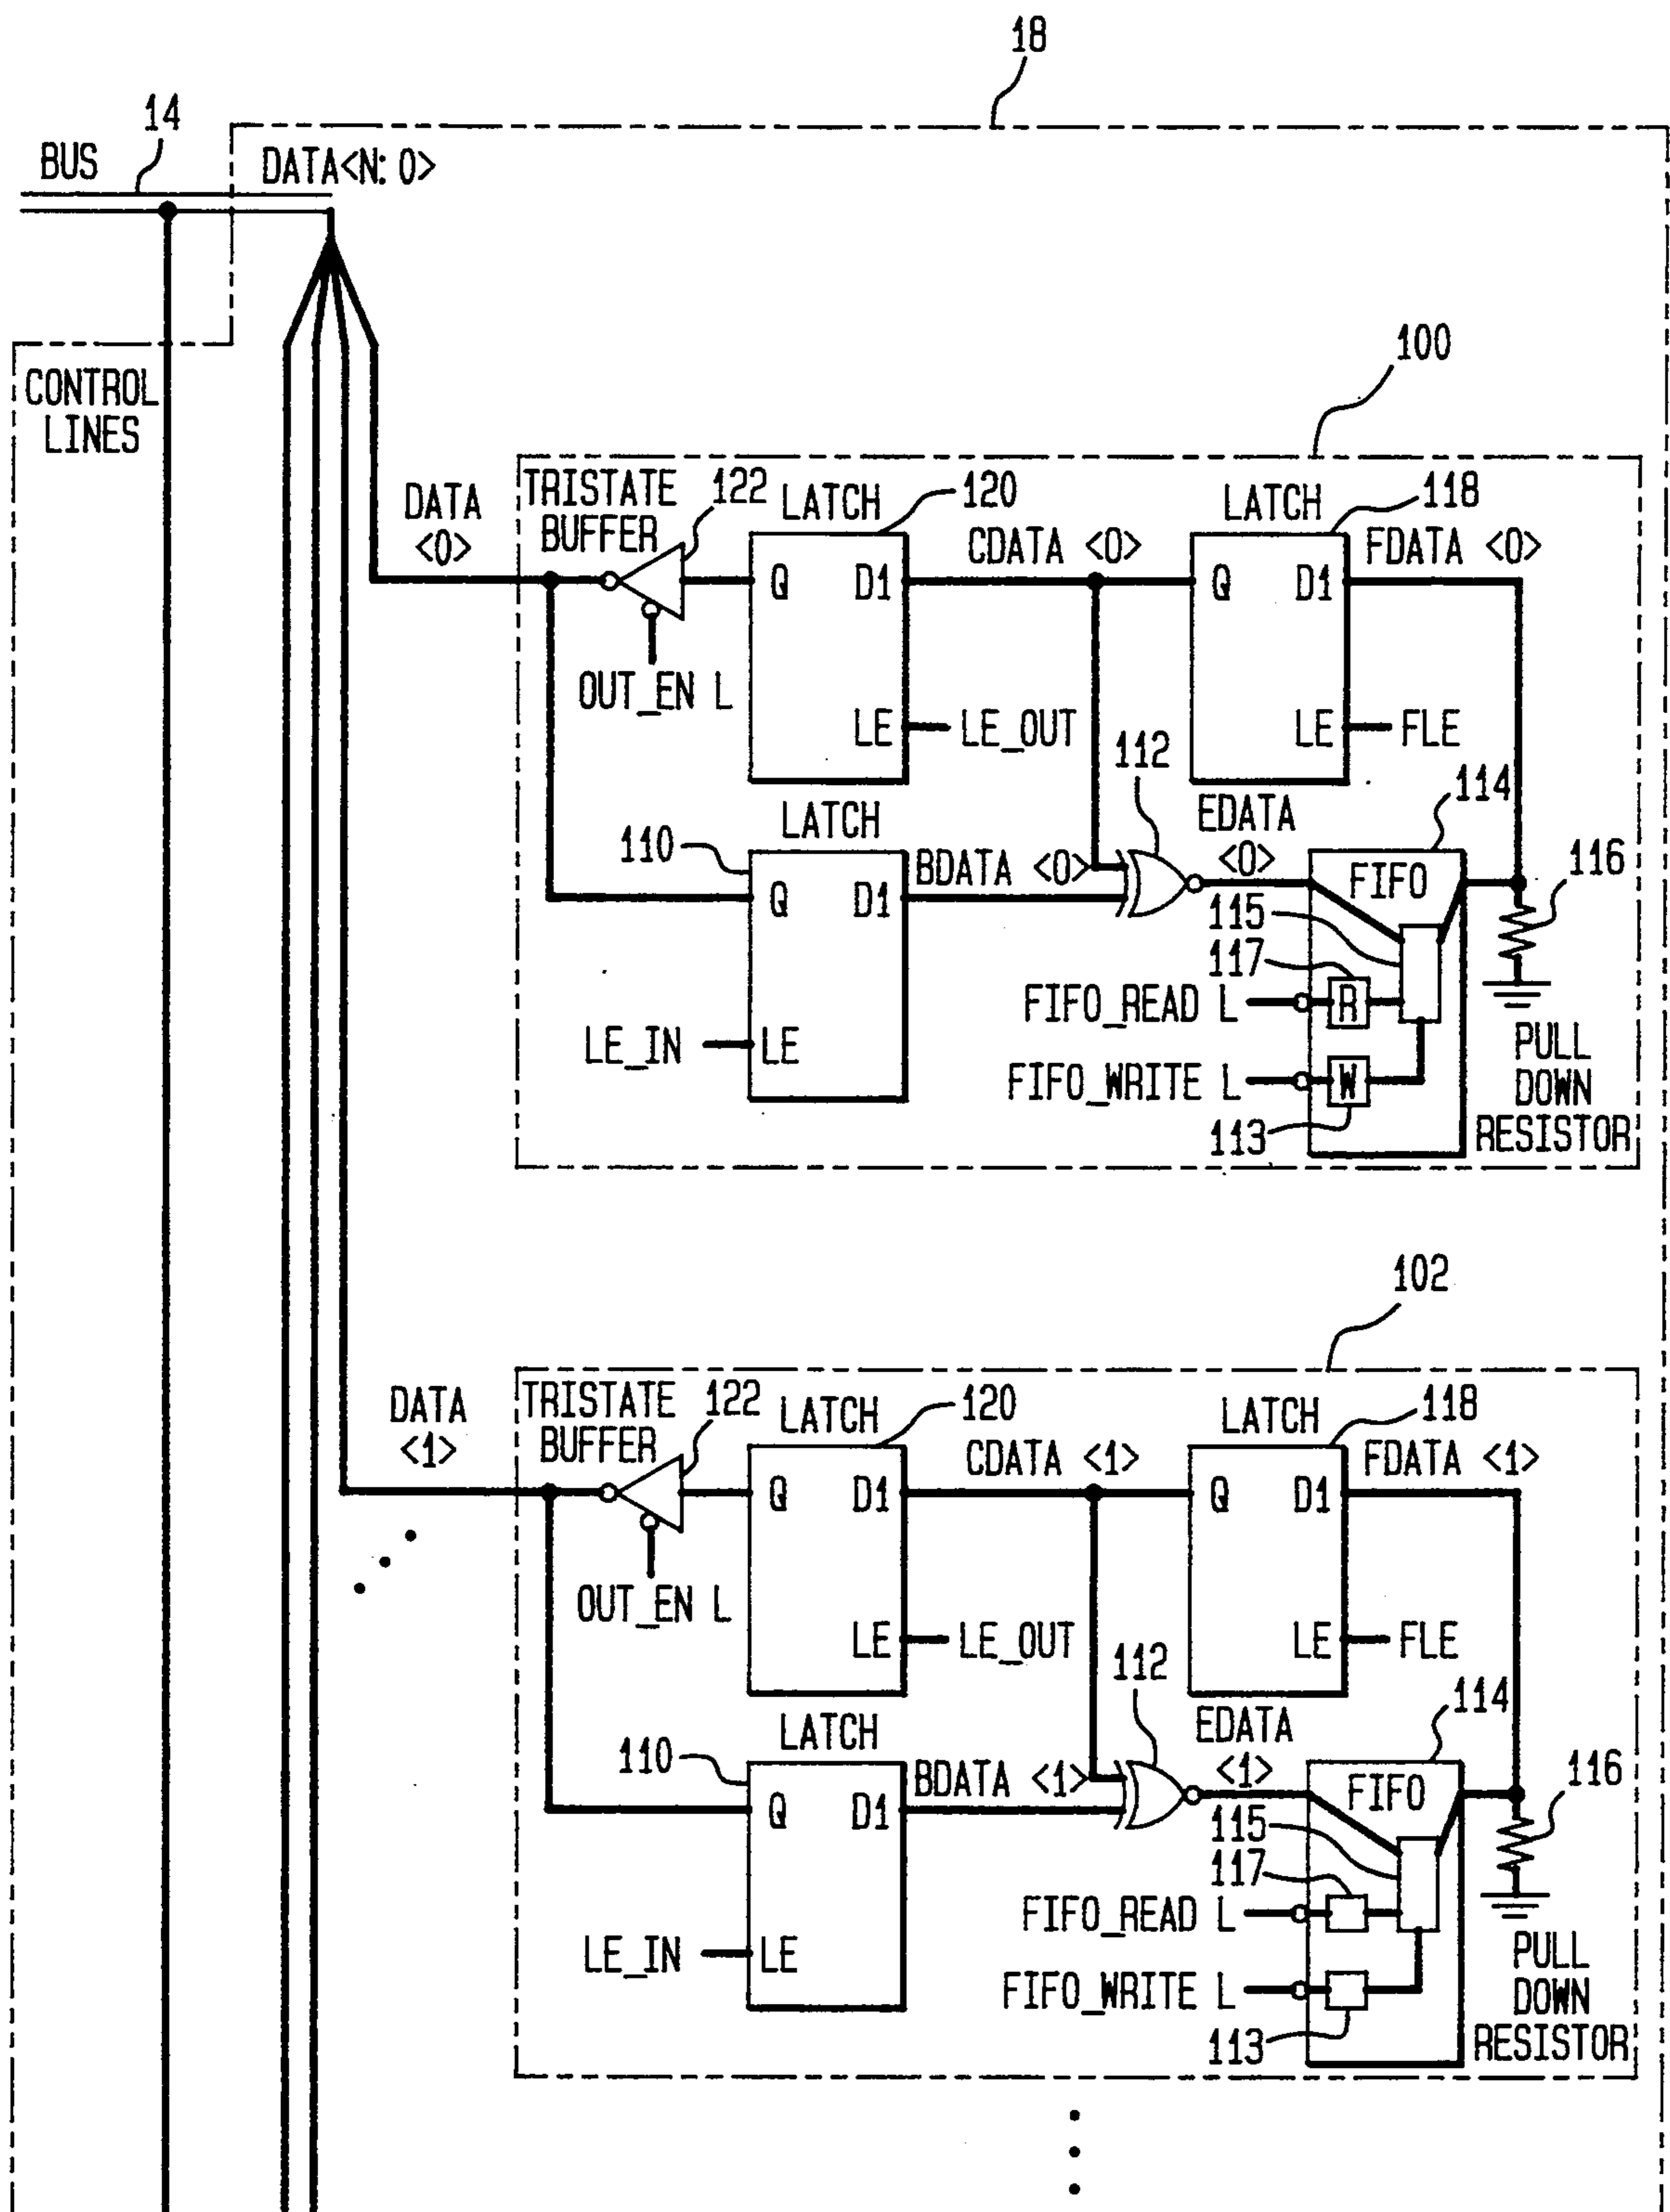 18
14
BUS
DATA<N:0>
CONTROL
LINES
100
DATA
<0>
TRISTATE
BUFFER
122
LATCH
120
CDATA <0>
LATCH
118
FDATA <0>
Q
D1
Q
D1
OUT_EN L
LE
LE_OUT
LE
FLE
112
114
LATCH
EDATA
<0>
110
BDATA <0>
FIFO
116
Q
D1
115
117
FIFO_READ L
R
LE_IN
LE
FIFO_WRITE L
W
113
PULL
DOWN
RESISTOR
102
DATA
<1>
TRISTATE
BUFFER
122
LATCH
120
CDATA <1>
LATCH
118
FDATA <1>
Q
D1
Q
D1
OUT_EN L
LE
LE_OUT
LE
FLE
112
114
LATCH
EDATA
<1>
110
BDATA <1>
FIFO
116
Q
D1
115
117
FIFO_READ L
LE_IN
LE
FIFO_WRITE L
113
PULL
DOWN
RESISTOR